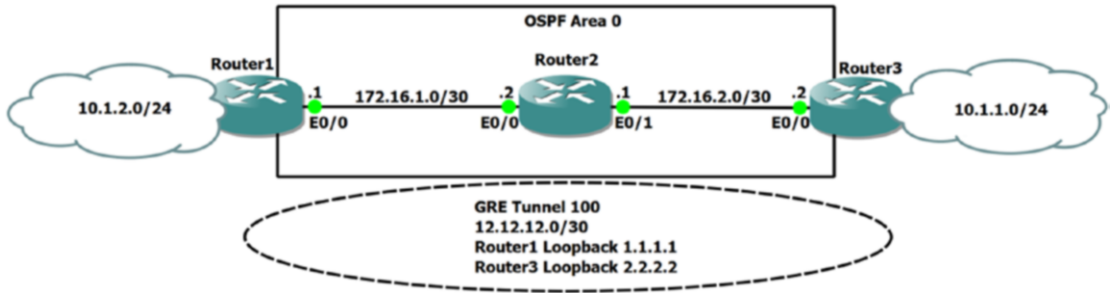 OSPF Area 0
Router1
Router2
Router3
10.1.2.0/24
.1
172.16.1.0/30
.2
.1
172.16.2.0/30
.2
10.1.1.0/24
E0/0
E0/0
E0/1
E0/0
GRE Tunnel 100
12.12.12.0/30
Router1 Loopback 1.1.1.1
Router3 Loopback 2.2.2.2